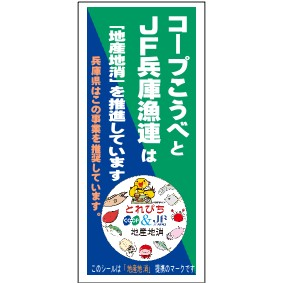 コープこうべと
JF兵庫漁連は
「地産地消」を推進しています
兵庫県はこの事業を推奨しています。
とれぴち
&JF
地産地消
このシールは「地産地消」提携のマークです